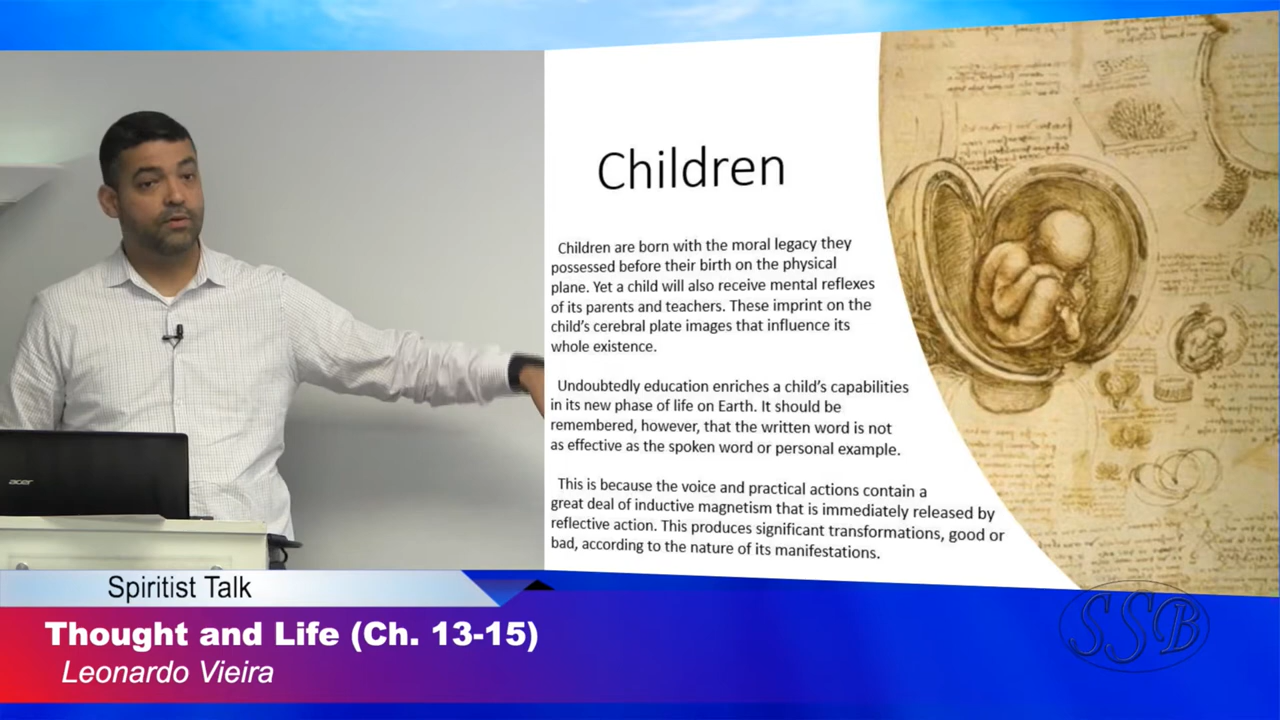 Children
Children are born with the moral legacy they
possessed before their birth on the physical
plane. Yet a child will also receive mental reflexes
of its parents and teachers. These imprint on the
child's cerebral plate images that influence its
whole existence.
Undoubtedly education enriches a child's capabilities
in its new phase of life on Earth. It should be
remembered, however, that the written word is not
as effective as the spoken word or personal example.
This is because the voice and practical actions contain a
great deal of inductive magnetism that is immediately released by
reflective action. This produces significant transformations, good or
bad, according to the nature of its manifestations.
acer
Spiritist Talk
Thought and Life (Ch. 13-15)
Leonardo Vieira
SSB